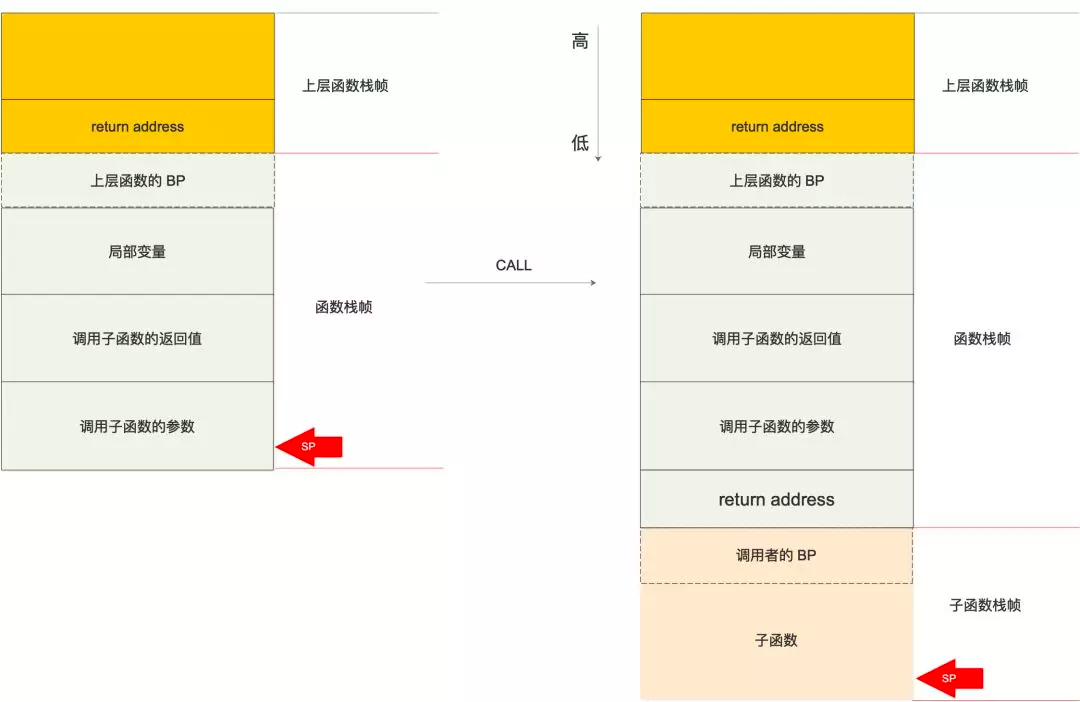 上层函数栈帧
return address
上层函数的 BP
局部变量
函数栈帧
调用子函数的返回值
调用子函数的参数
SP
高
低
CALL
上层函数栈帧
return address
上层函数的 BP
局部变量
调用子函数的返回值
函数栈帧
调用子函数的参数
return address
调用者的 BP
子函数栈帧
子函数
SP